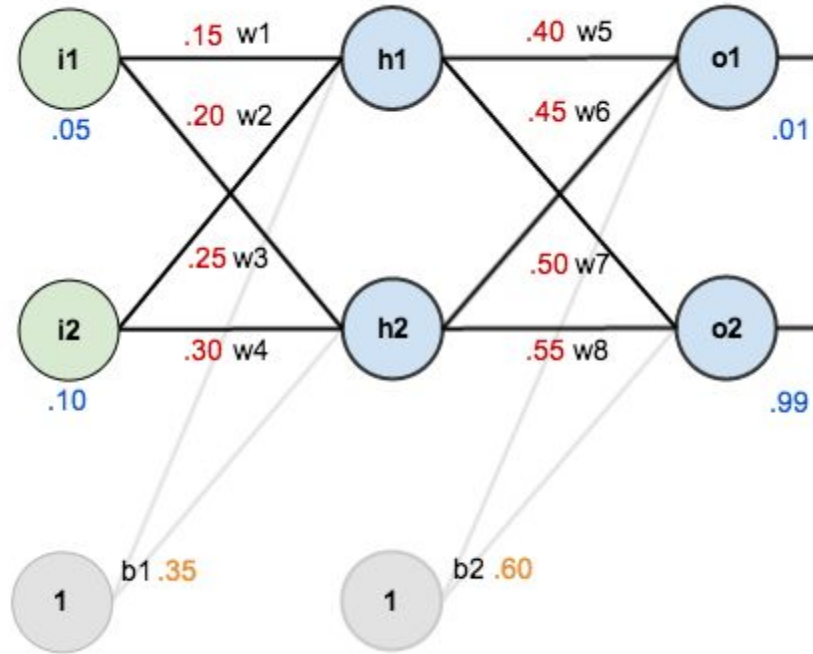 i1 .15 w1 h1 .40 w5 o1
.05 .20 w2 .45 w6 .01
.25 w3 .50 w7
i2 .30 w4 h2 .55 w8 o2
.10 .99
1 b1 .35 1 b2 .60